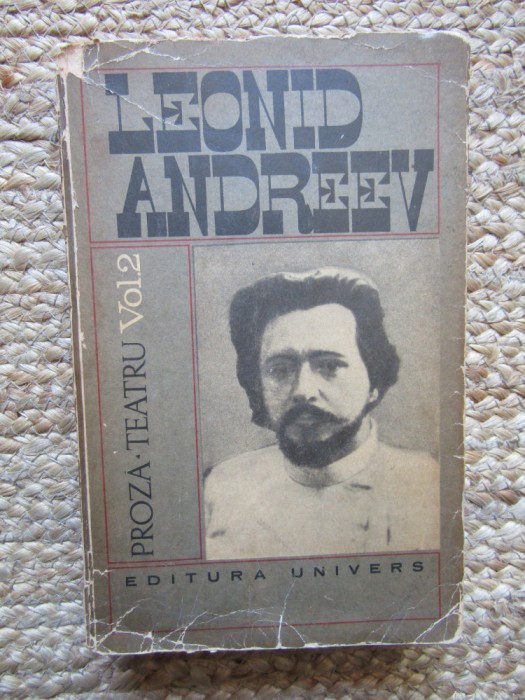 LEONID
ANDREEV
PROZA · TEATRU Vol.2
EDITURA UNIVERS